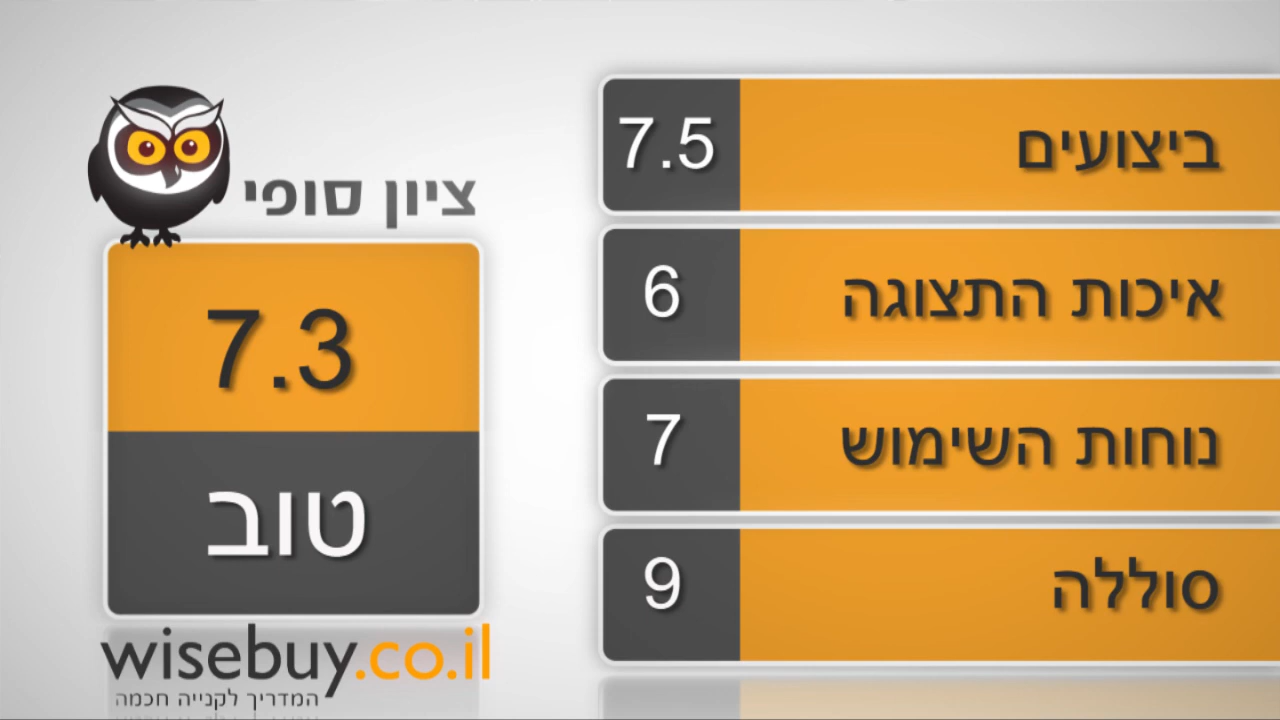 ציון סופי
7.3
טוב
wisebuy.co.il
המדריך לקנייה חכמה
ביצועים 7.5
איכות התצוגה 6
נוחות השימוש 7
סוללה 9